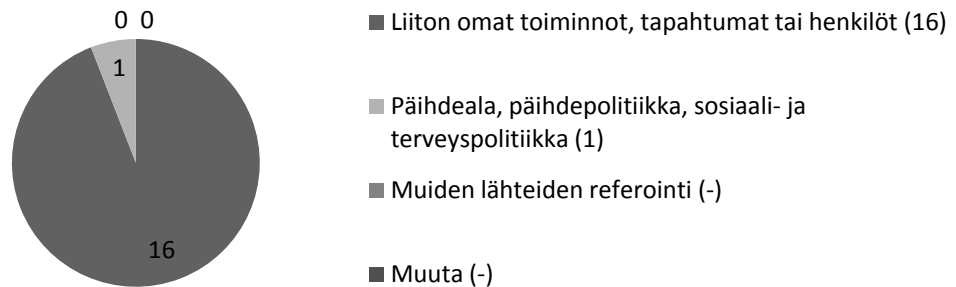 0 0
1
16
Liiton omat toiminnot, tapahtumat tai henkilöt (16)
Päihdeala, päihdepolitiikka, sosiaali- ja
terveyspolitiikka (1)
Muiden lähteiden referointi (-)
Muuta (-)